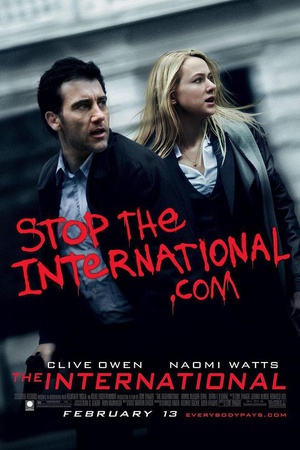 STOP THE
INTERNATIONAL
.COM
CLIVE OWEN NAOMI WATTS
THE INTERNATIONAL
FEBRUARY 13 EVERYBODYPAYS.COM